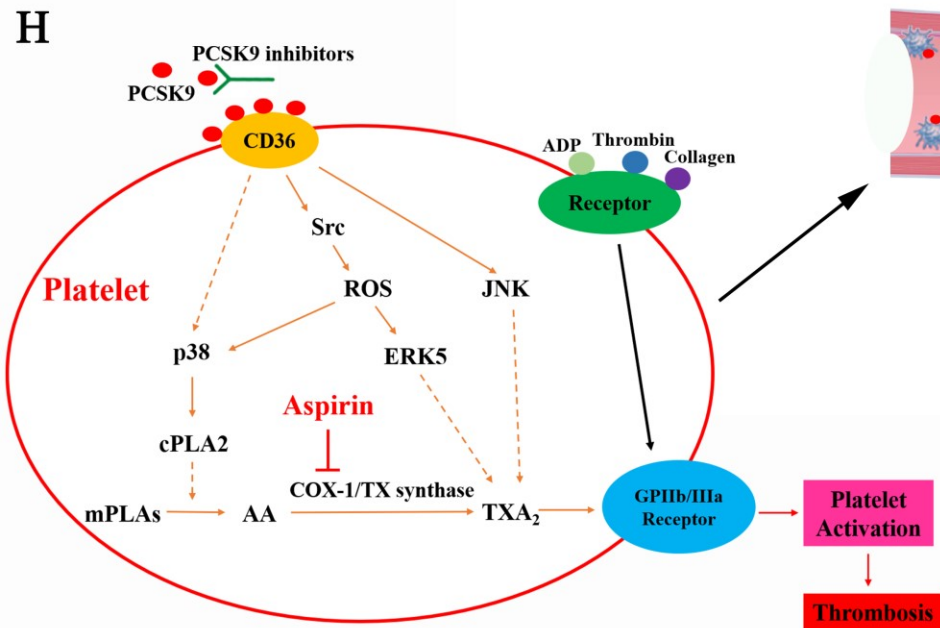 H
PCSK9 inhibitors
PCSK9
CD36
ADP
Thrombin
Collagen
Receptor
Src
Platelet
ROS
JNK
p38
ERK5
Aspirin
cPLA2
COX-1/TX synthase
mPLAs
AA
TXA₂
GPIIb/IIIa
Receptor
Platelet
Activation
Thrombosis